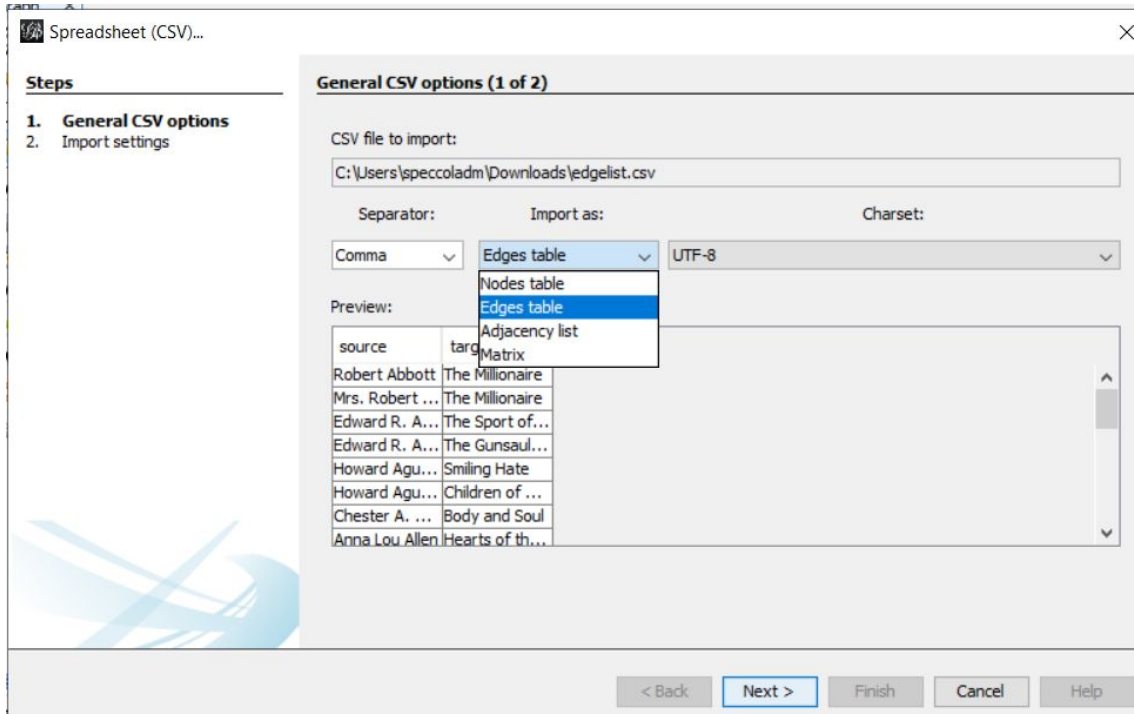 Spreadsheet (CSV)...
Steps
1. General CSV options
2. Import settings
General CSV options (1 of 2)
CSV file to import:
C:\Users\speccoladm\Downloads\edgelist.csv
Separator: Import as: Charset:
Comma Edges table UTF-8
Nodes table
Edges table
Adjacency list
Matrix
Preview:
source targ
Robert Abbott The Millionaire
Mrs. Robert ... The Millionaire
Edward R. A... The Sport of...
Edward R. A... The Gunsaul...
Howard Agu... Smiling Hate
Howard Agu... Children of ...
Chester A. ... Body and Soul
Anna Lou Allen Hearts of th...
< Back Next > Finish Cancel Help